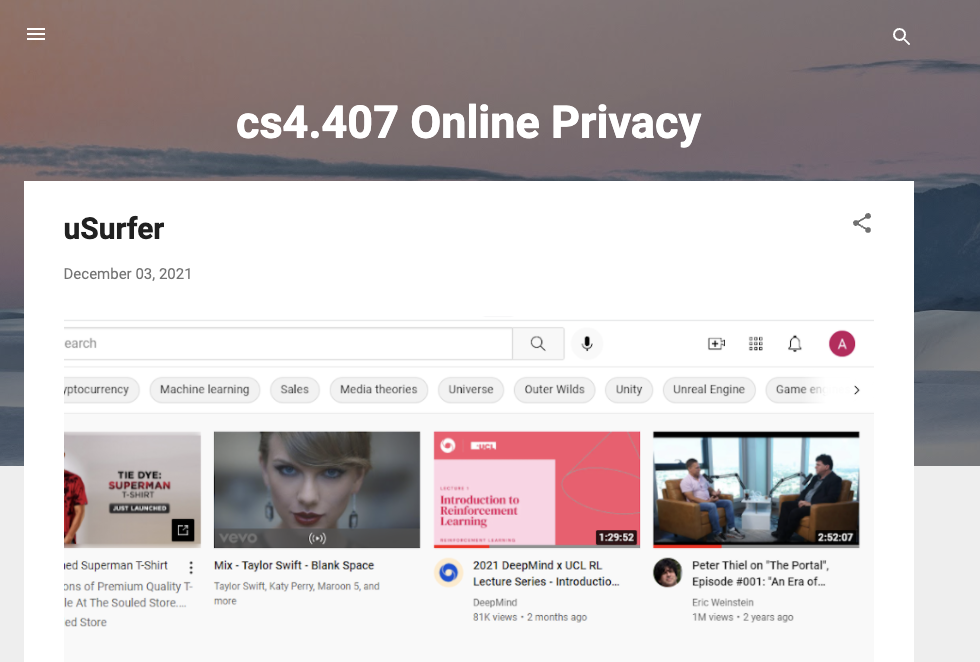 cs4.407 Online Privacy
uSurfer
December 03, 2021
earch
A
yptocurrency
Machine learning
Sales
Media theories
Universe
Outer Wilds
Unity
Unreal Engine
Game en
TIE DYE:
SUPERMAN
T-SHIRT
JUST LAUNCHED
vevo
UCL
LECTURE 1
Introduction to
Reinforcement
Learning
REINFORCEMENT LEARNING
1:29:52
2:52:07
ned Superman T-Shirt
ons of Premium Quality T-
le At The Souled Store....
ed Store
Mix - Taylor Swift - Blank Space
Taylor Swift, Katy Perry, Maroon 5, and
more
2021 DeepMind x UCL RL
Lecture Series - Introductio...
DeepMind
81K views • 2 months ago
Peter Thiel on "The Portal",
Episode #001: "An Era of...
Eric Weinstein
1M views • 2 years ago